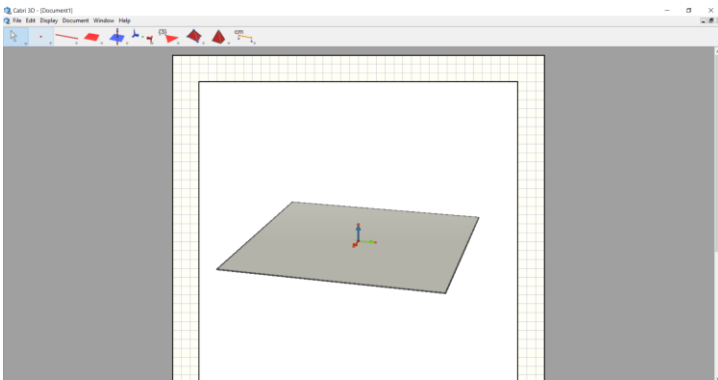 Cabri 3D - [Document1]
File Edit Display Document Window Help
(3)
cm